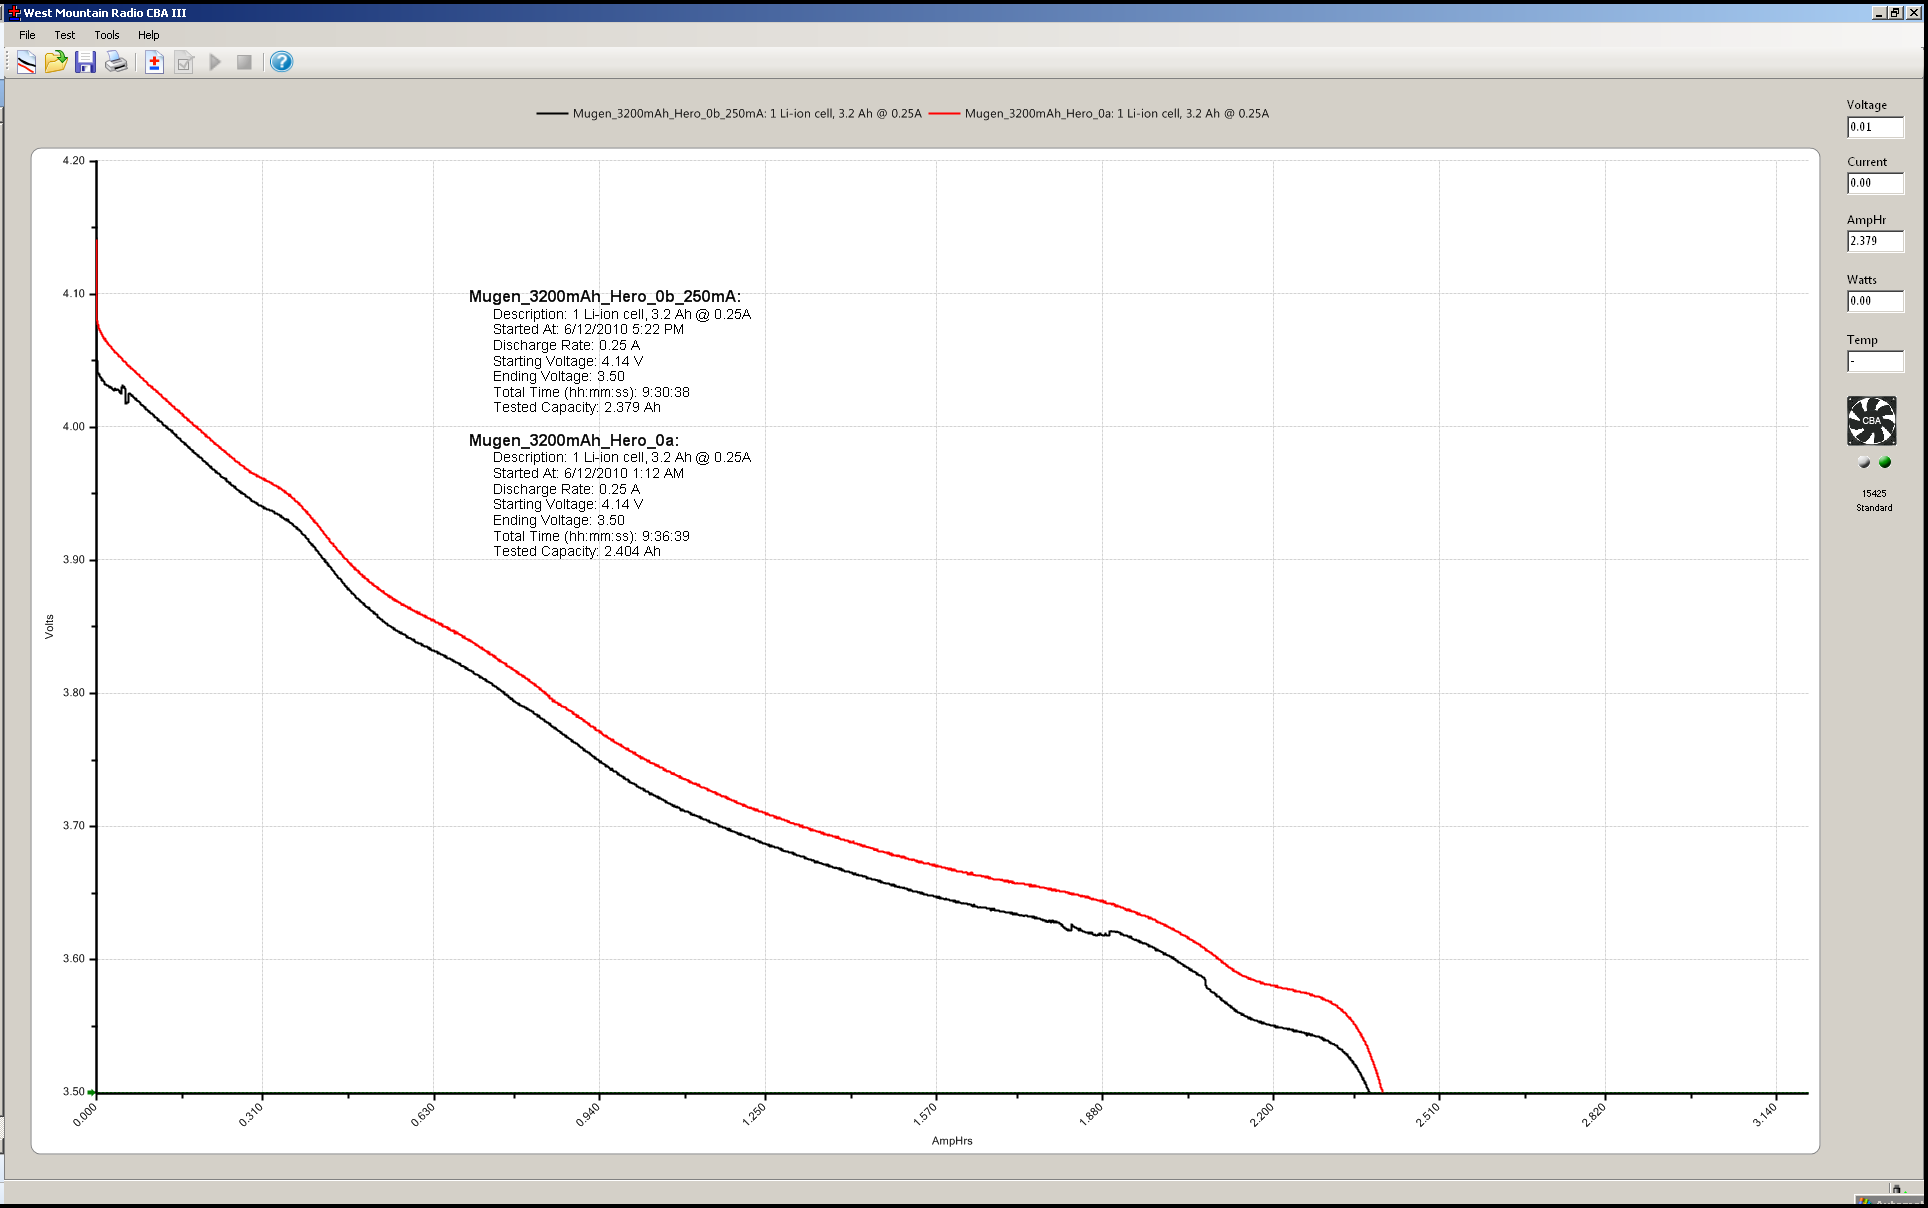 West Mountain Radio CBA III
File Test Tools Help
Mugen_3200mAh_Hero_0b_250mA: 1 Li-ion cell, 3.2 Ah @ 0.25A Mugen_3200mAh_Hero_0a: 1 Li-ion cell, 3.2 Ah @ 0.25A
Voltage
0.01
Current
0.00
AmpHr
2.379
Watts
0.00
Temp
-
CBA
15425
Standard
4.20
4.10
4.00
3.90
3.80
3.70
3.60
3.50
Volts
Mugen_3200mAh_Hero_0b_250mA:
Description: 1 Li-ion cell, 3.2 Ah @ 0.25A
Started At: 6/12/2010 5:22 PM
Discharge Rate: 0.25 A
Starting Voltage: 4.14 V
Ending Voltage: 3.50
Total Time (hh:mm:ss): 9:30:38
Tested Capacity: 2.379 Ah
Mugen_3200mAh_Hero_0a:
Description: 1 Li-ion cell, 3.2 Ah @ 0.25A
Started At: 6/12/2010 1:12 AM
Discharge Rate: 0.25 A
Starting Voltage: 4.14 V
Ending Voltage: 3.50
Total Time (hh:mm:ss): 9:36:39
Tested Capacity: 2.404 Ah
0.000 0.310 0.630 0.940 1.250 1.570 1.880 2.200 2.510 2.820 3.140
AmpHrs